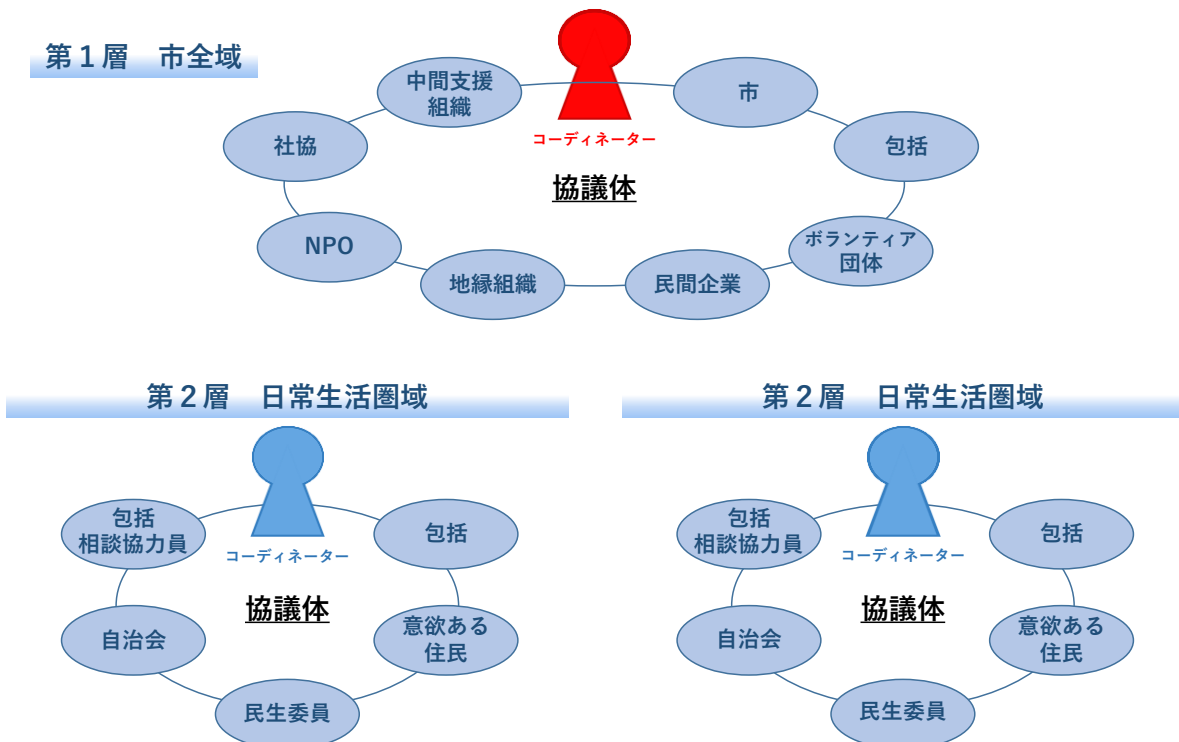 第１層　市全域
中間支援
組織
市
社協
コーディネーター
包括
協議体
NPO
ボランティア
団体
地縁組織
民間企業
第２層　日常生活圏域
包括
相談協力員
包括
コーディネーター
協議体
自治会
意欲ある
住民
民生委員
第２層　日常生活圏域
包括
相談協力員
包括
コーディネーター
協議体
自治会
意欲ある
住民
民生委員